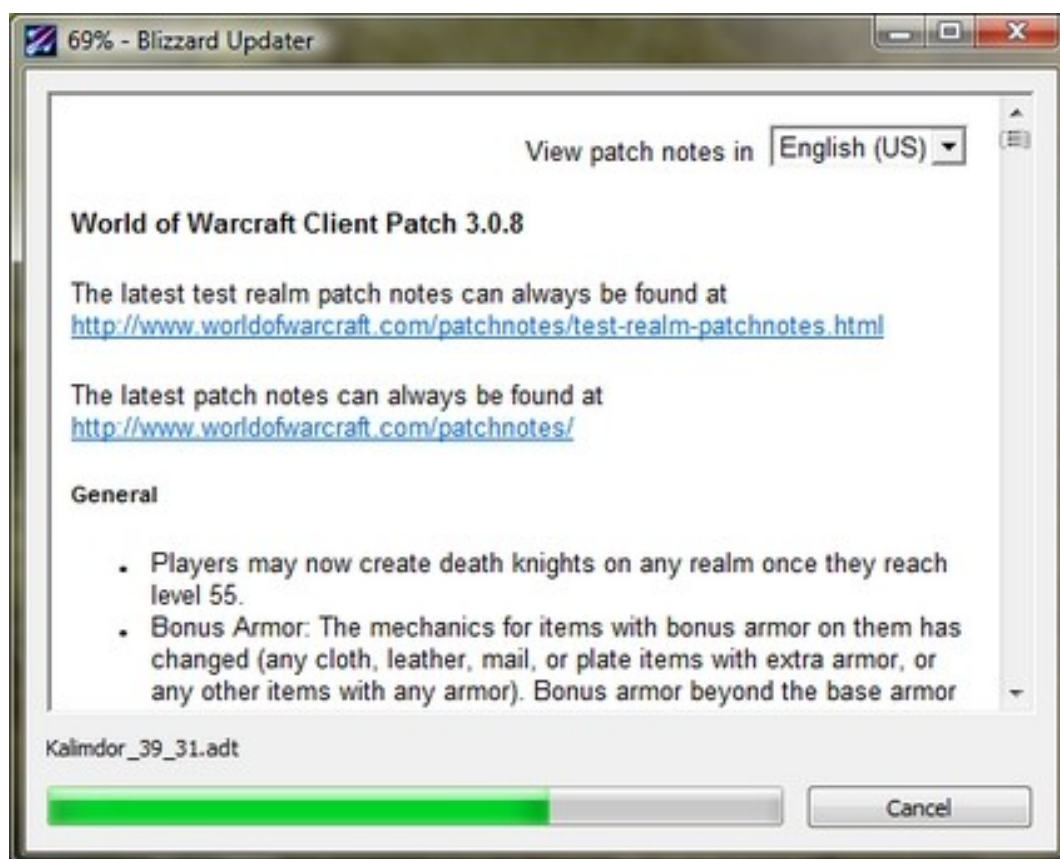 69% - Blizzard Updater
View patch notes in English (US)
World of Warcraft Client Patch 3.0.8
The latest test realm patch notes can always be found at
http://www.worldofwarcraft.com/patchnotes/test-realm-patchnotes.html
The latest patch notes can always be found at
http://www.worldofwarcraft.com/patchnotes/
General
• Players may now create death knights on any realm once they reach
level 55.
• Bonus Armor: The mechanics for items with bonus armor on them has
changed (any cloth, leather, mail, or plate items with extra armor, or
any other items with any armor). Bonus armor beyond the base armor
Kalimdor_39_31.adt
Cancel